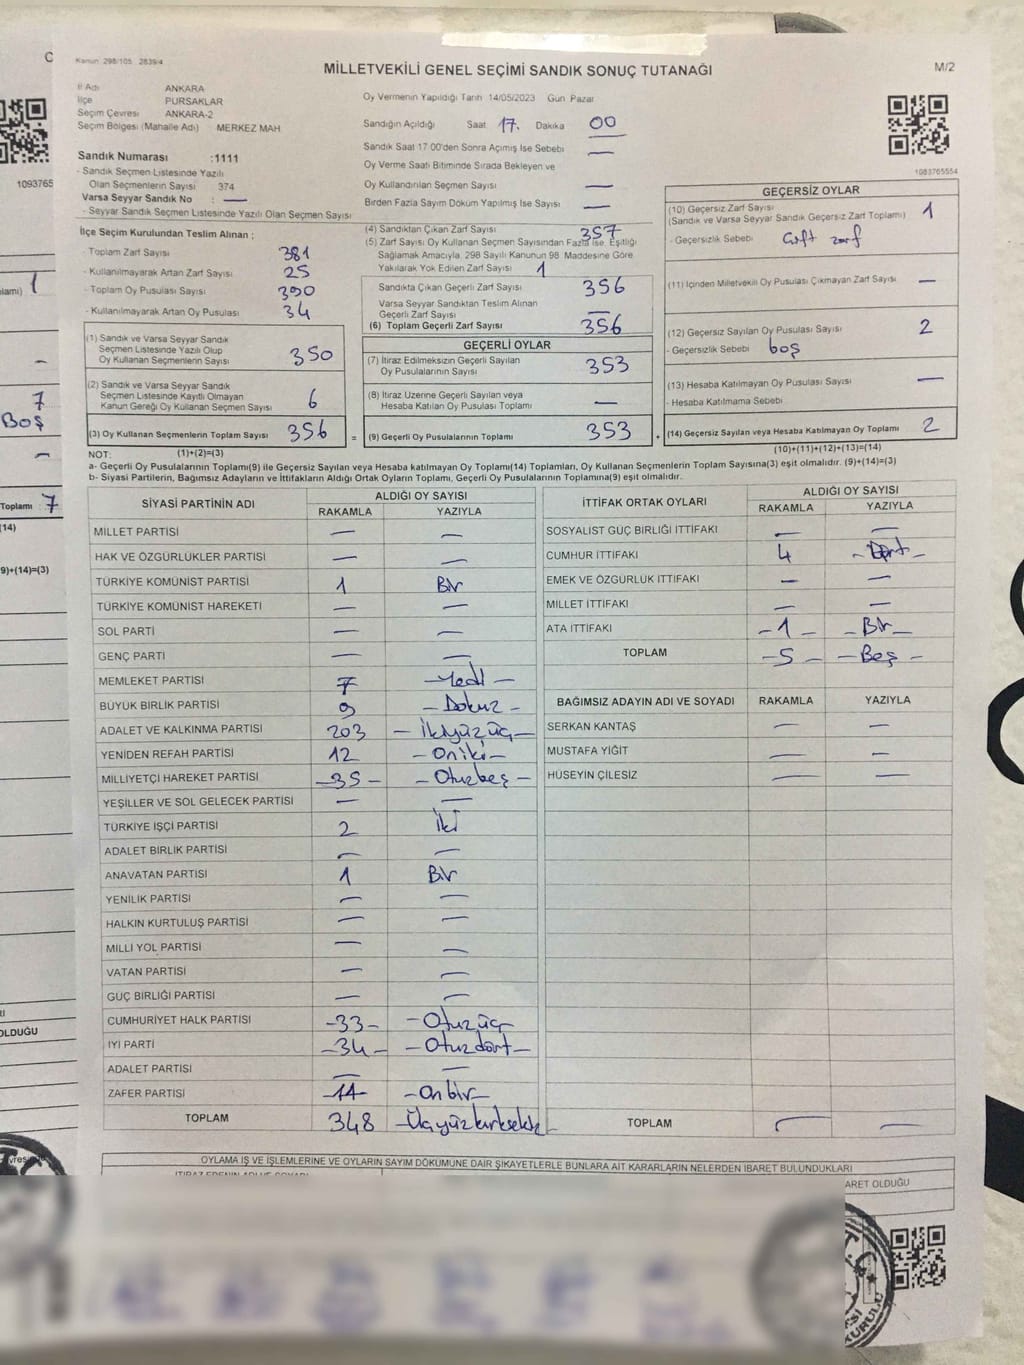 Kanun 298/105 2839/4
MİLLETVEKİLİ GENEL SEÇİMİ SANDIK SONUÇ TUTANAĞI
M/2
İl Adı ANKARA
İlçe PURSAKLAR
Seçim Çevresi ANKARA-2
Seçim Bölgesi (Mahalle Adı) MERKEZ MAH
Sandık Numarası :1111
- Sandık Seçmen Listesinde Yazılı
Olan Seçmenlerin Sayısı 374
Varsa Seyyar Sandık No : —
- Seyyar Sandık Seçmen Listesinde Yazılı Olan Seçmen Sayısı
Oy Vermenin Yapıldığı Tarih 14/05/2023 Gün Pazar
Sandığın Açıldığı Saat 17. Dakika 00
Sandık Saat 17:00'den Sonra Açımış İse Sebebi —
Oy Verme Saati Bitiminde Sırada Bekleyen ve
Oy Kullandırılan Seçmen Sayısı —
Birden Fazla Sayım Döküm Yapılmış İse Sayısı —
1093765554
İlçe Seçim Kurulundan Teslim Alınan ;
- Toplam Zarf Sayısı 381
- Kullanılmayarak Artan Zarf Sayısı 25
- Toplam Oy Pusulası Sayısı 390
- Kullanılmayarak Artan Oy Pusulası 34
(1) Sandık ve Varsa Seyyar Sandık
Seçmen Listesinde Yazılı Olup
Oy Kullanan Seçmenlerin Sayısı 350
(2) Sandık ve Varsa Seyyar Sandık
Seçmen Listesinde Kayıtlı Olmayan
Kanun Gereği Oy Kullanan Seçmen Sayısı 6
(3) Oy Kullanan Seçmenlerin Toplam Sayısı 356 =
(4) Sandıktan Çıkan Zarf Sayısı 357
(5) Zarf Sayısı Oy Kullanan Seçmen Sayısından Fazla İse, Eşitliği
Sağlamak Amacıyla, 298 Sayılı Kanunun 98. Maddesine Göre
Yakılarak Yok Edilen Zarf Sayısı 1
Sandıkta Çıkan Geçerli Zarf Sayısı 356
Varsa Seyyar Sandıktan Teslim Alınan
Geçerli Zarf Sayısı —
(6) Toplam Geçerli Zarf Sayısı 356
GEÇERLİ OYLAR
(7) İtiraz Edilmeksizin Geçerli Sayılan
Oy Pusulalarının Sayısı 353
(8) İtiraz Üzerine Geçerli Sayılan veya
Hesaba Katılan Oy Pusulası Toplamı —
(9) Geçerli Oy Pusulalarının Toplamı 353 +
GEÇERSİZ OYLAR
(10) Geçersiz Zarf Sayısı 1
(Sandık ve Varsa Seyyar Sandık Geçersiz Zarf Toplamı)
- Geçersizlik Sebebi çift zarf
(11) İçinden Milletvekili Oy Pusulası Çıkmayan Zarf Sayısı —
(12) Geçersiz Sayılan Oy Pusulası Sayısı 2
- Geçersizlik Sebebi boş
(13) Hesaba Katılmayan Oy Pusulası Sayısı —
- Hesaba Katılmama Sebebi
(14) Geçersiz Sayılan veya Hesaba Katılmayan Oy Toplamı 2
NOT: (1)+(2)=(3) (10)+(11)+(12)+(13)=(14)
a- Geçerli Oy Pusulalarının Toplamı(9) ile Geçersiz Sayılan veya Hesaba katılmayan Oy Toplamı(14) Toplamları, Oy Kullanan Seçmenlerin Toplam Sayısına(3) eşit olmalıdır. (9)+(14)=(3)
b- Siyasi Partilerin, Bağımsız Adayların ve İttifakların Aldığı Ortak Oyların Toplamı, Geçerli Oy Pusulalarının Toplamına(9) eşit olmalıdır.
SİYASİ PARTİNİN ADI ALDIĞI OY SAYISI
RAKAMLA YAZIYLA
MİLLET PARTİSİ — —
HAK VE ÖZGÜRLÜKLER PARTİSİ — —
TÜRKİYE KOMÜNİST PARTİSİ 1 Bir
TÜRKİYE KOMÜNİST HAREKETİ — —
SOL PARTİ — —
GENÇ PARTİ — —
MEMLEKET PARTİSİ 7 -Yedi-
BÜYÜK BİRLİK PARTİSİ 9 -Dokuz-
ADALET VE KALKINMA PARTİSİ 203 -İkiyüzüç-
YENİDEN REFAH PARTİSİ 12 -Oniki-
MİLLİYETÇİ HAREKET PARTİSİ -35- -Otuzbeş-
YEŞİLLER VE SOL GELECEK PARTİSİ — —
TÜRKİYE İŞÇİ PARTİSİ 2 İki
ADALET BİRLİK PARTİSİ — —
ANAVATAN PARTİSİ 1 Bir
YENİLİK PARTİSİ — —
HALKIN KURTULUŞ PARTİSİ — —
MİLLİ YOL PARTİSİ — —
VATAN PARTİSİ — —
GÜÇ BİRLİĞİ PARTİSİ — —
CUMHURİYET HALK PARTİSİ -33- -Otuzüç
İYİ PARTİ -34- -Otuzdört-
ADALET PARTİSİ — —
ZAFER PARTİSİ -11- -Onbir-
TOPLAM 348 -Üçyüzkırksekiz
İTTİFAK ORTAK OYLARI ALDIĞI OY SAYISI
RAKAMLA YAZIYLA
SOSYALİST GÜÇ BİRLİĞİ İTTİFAKI — —
CUMHUR İTTİFAKI 4 -Dört-
EMEK VE ÖZGÜRLÜK İTTİFAKI — —
MİLLET İTTİFAKI — —
ATA İTTİFAKI -1- -Bir-
TOPLAM -5- -Beş-
BAĞIMSIZ ADAYIN ADI VE SOYADI RAKAMLA YAZIYLA
SERKAN KANTAŞ — —
MUSTAFA YİĞİT — —
HÜSEYİN ÇİLESİZ — —
TOPLAM — —
OYLAMA İŞ VE İŞLEMLERİNE VE OYLARIN SAYIM DÖKÜMÜNE DAİR ŞİKAYETLERLE BUNLARA AİT KARARLARIN NELERDEN İBARET BULUNDUKLARI
ARET OLDUĞU
1093765
lamı) 1
7
Boş
Toplamı 7
(14)
9)+(14)=(3)
OLDUĞU